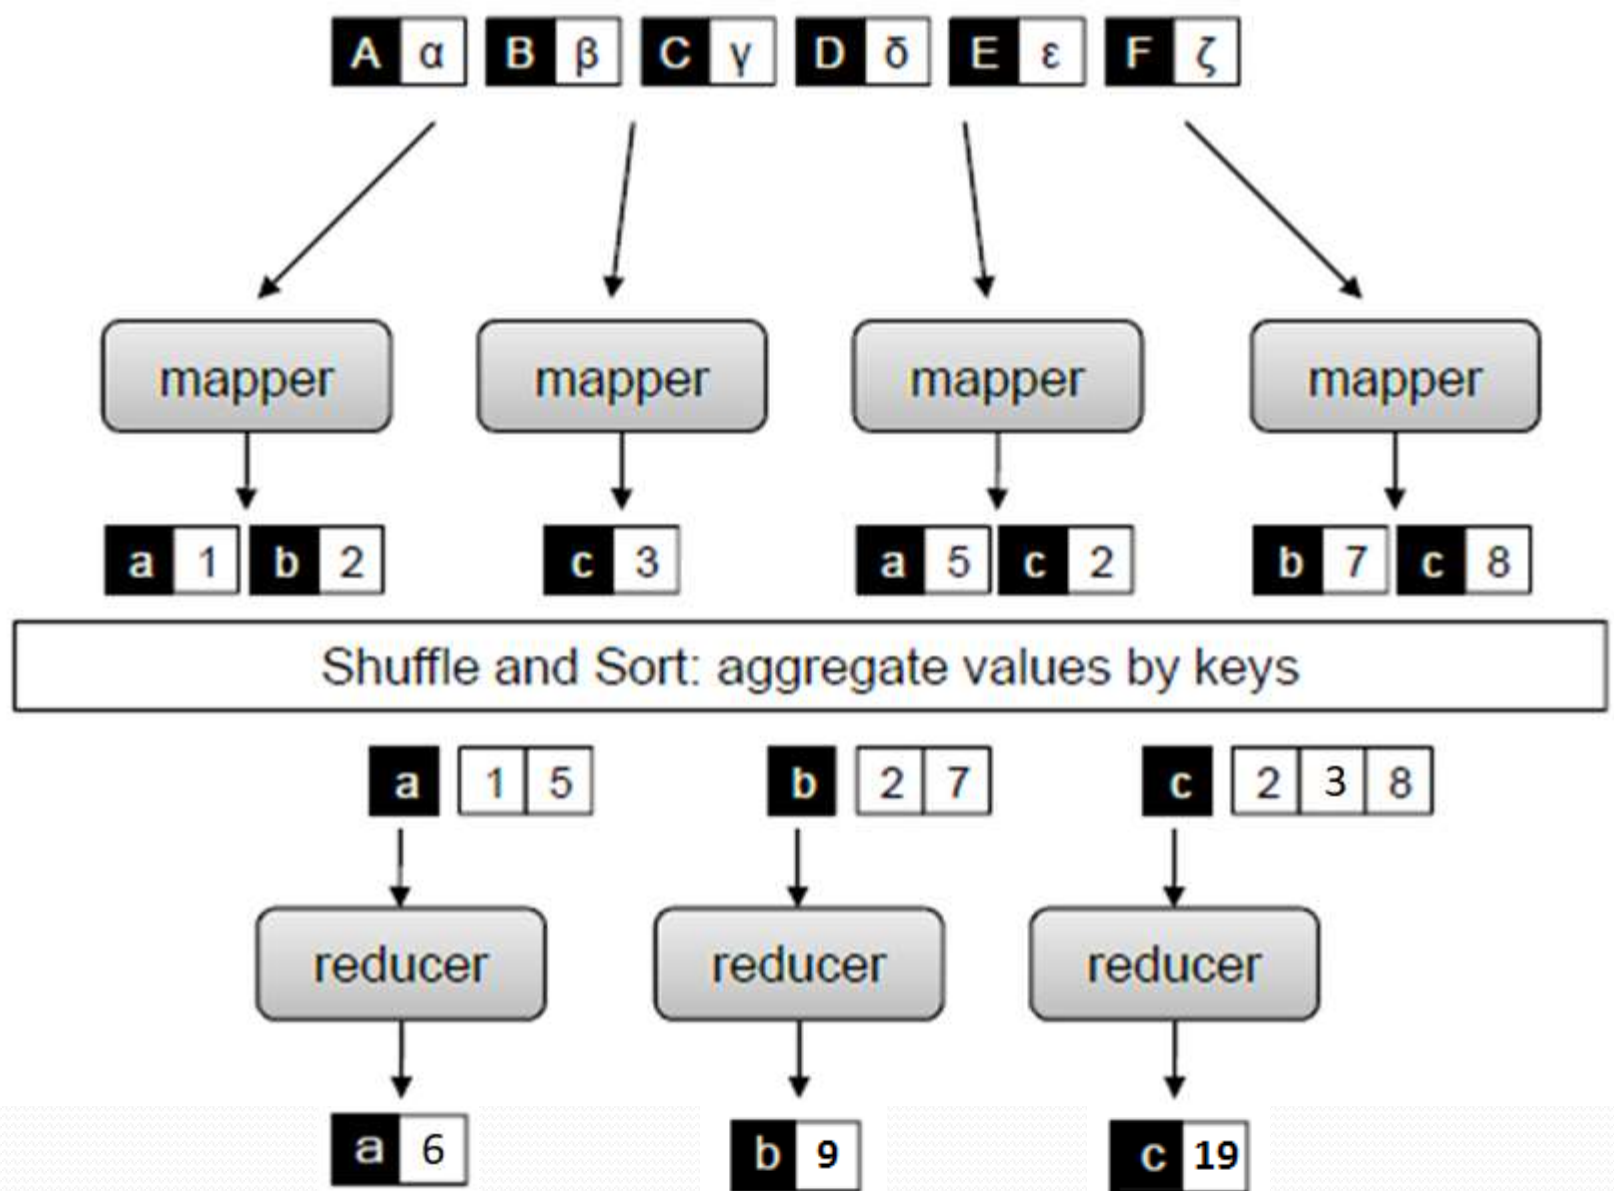 A α B β C γ D δ E ε F ζ
mapper mapper mapper mapper
a 1 b 2 c 3 a 5 c 2 b 7 c 8
Shuffle and Sort: aggregate values by keys
a 1 5 b 2 7 c 2 3 8
reducer reducer reducer
a 6 b 9 c 19